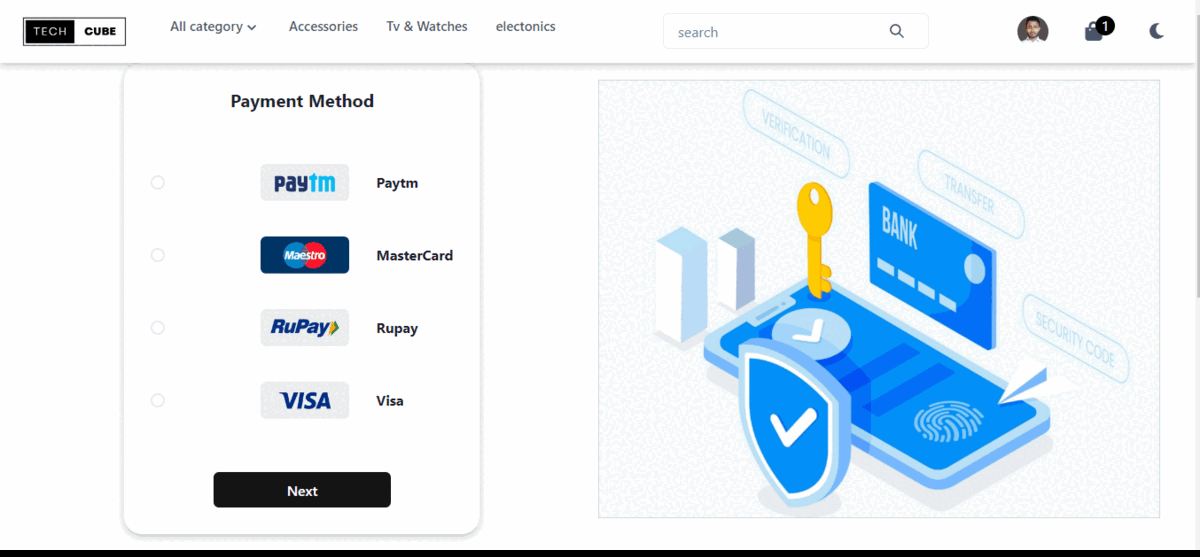 TECH CUBE
All category
Accessories
Tv & Watches
electonics
search
1
Payment Method
paytm
Paytm
Maestro
MasterCard
RuPay
Rupay
VISA
Visa
Next
VERIFICATION
TRANSFER
BANK
SECURITY CODE